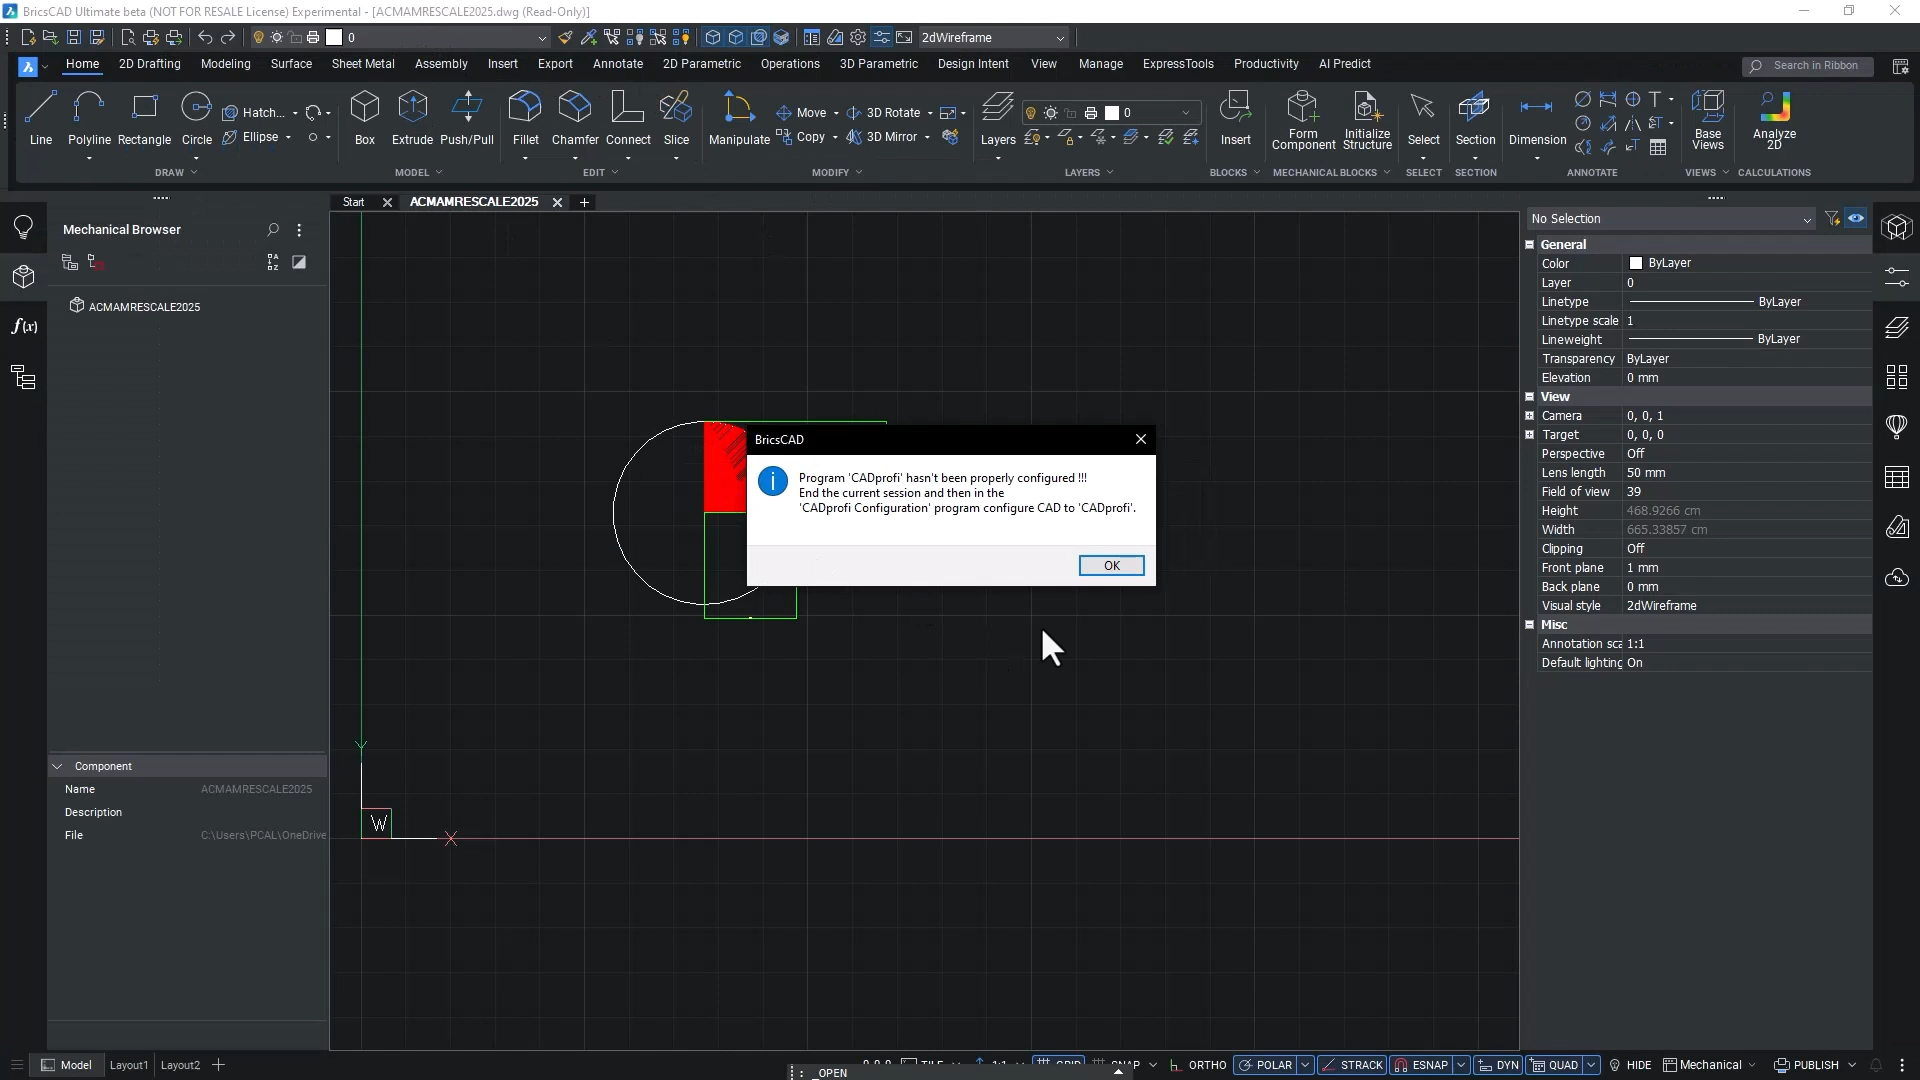 BricsCAD Ultimate beta (NOT FOR RESALE License) Experimental - [ACMAMRESCALE2025.dwg (Read-Only)]
0
2dWireframe
Home 2D Drafting Modeling Surface Sheet Metal Assembly Insert Export Annotate 2D Parametric Operations 3D Parametric Design Intent View Manage ExpressTools Productivity AI Predict
Search in Ribbon
Line Polyline Rectangle Circle
Hatch...
Ellipse
DRAW
Box Extrude Push/Pull
MODEL
Fillet Chamfer Connect Slice
EDIT
Manipulate
Move
3D Rotate
Copy
3D Mirror
MODIFY
Layers
0
LAYERS
Insert
BLOCKS
Form Component
Initialize Structure
MECHANICAL BLOCKS
Select
SELECT
Section
SECTION
Dimension
ANNOTATE
Base Views
VIEWS
Analyze 2D
CALCULATIONS
Mechanical Browser
ACMAMRESCALE2025
f(x)
Component
Name ACMAMRESCALE2025
Description
File C:\Users\PCAL\OneDrive
Start ACMAMRESCALE2025
Y
W
X
BricsCAD
Program 'CADprofi' hasn't been properly configured !!!
End the current session and then in the
'CADprofi Configuration' program configure CAD to 'CADprofi'.
OK
No Selection
General
Color ByLayer
Layer 0
Linetype ByLayer
Linetype scale 1
Lineweight ByLayer
Transparency ByLayer
Elevation 0 mm
View
Camera 0, 0, 1
Target 0, 0, 0
Perspective Off
Lens length 50 mm
Field of view 39
Height 468.9266 cm
Width 665.33857 cm
Clipping Off
Front plane 1 mm
Back plane 0 mm
Visual style 2dWireframe
Misc
Annotation sca 1:1
Default lighting On
Model Layout1 Layout2
: _OPEN
ORTHO POLAR STRACK ESNAP DYN QUAD HIDE Mechanical PUBLISH